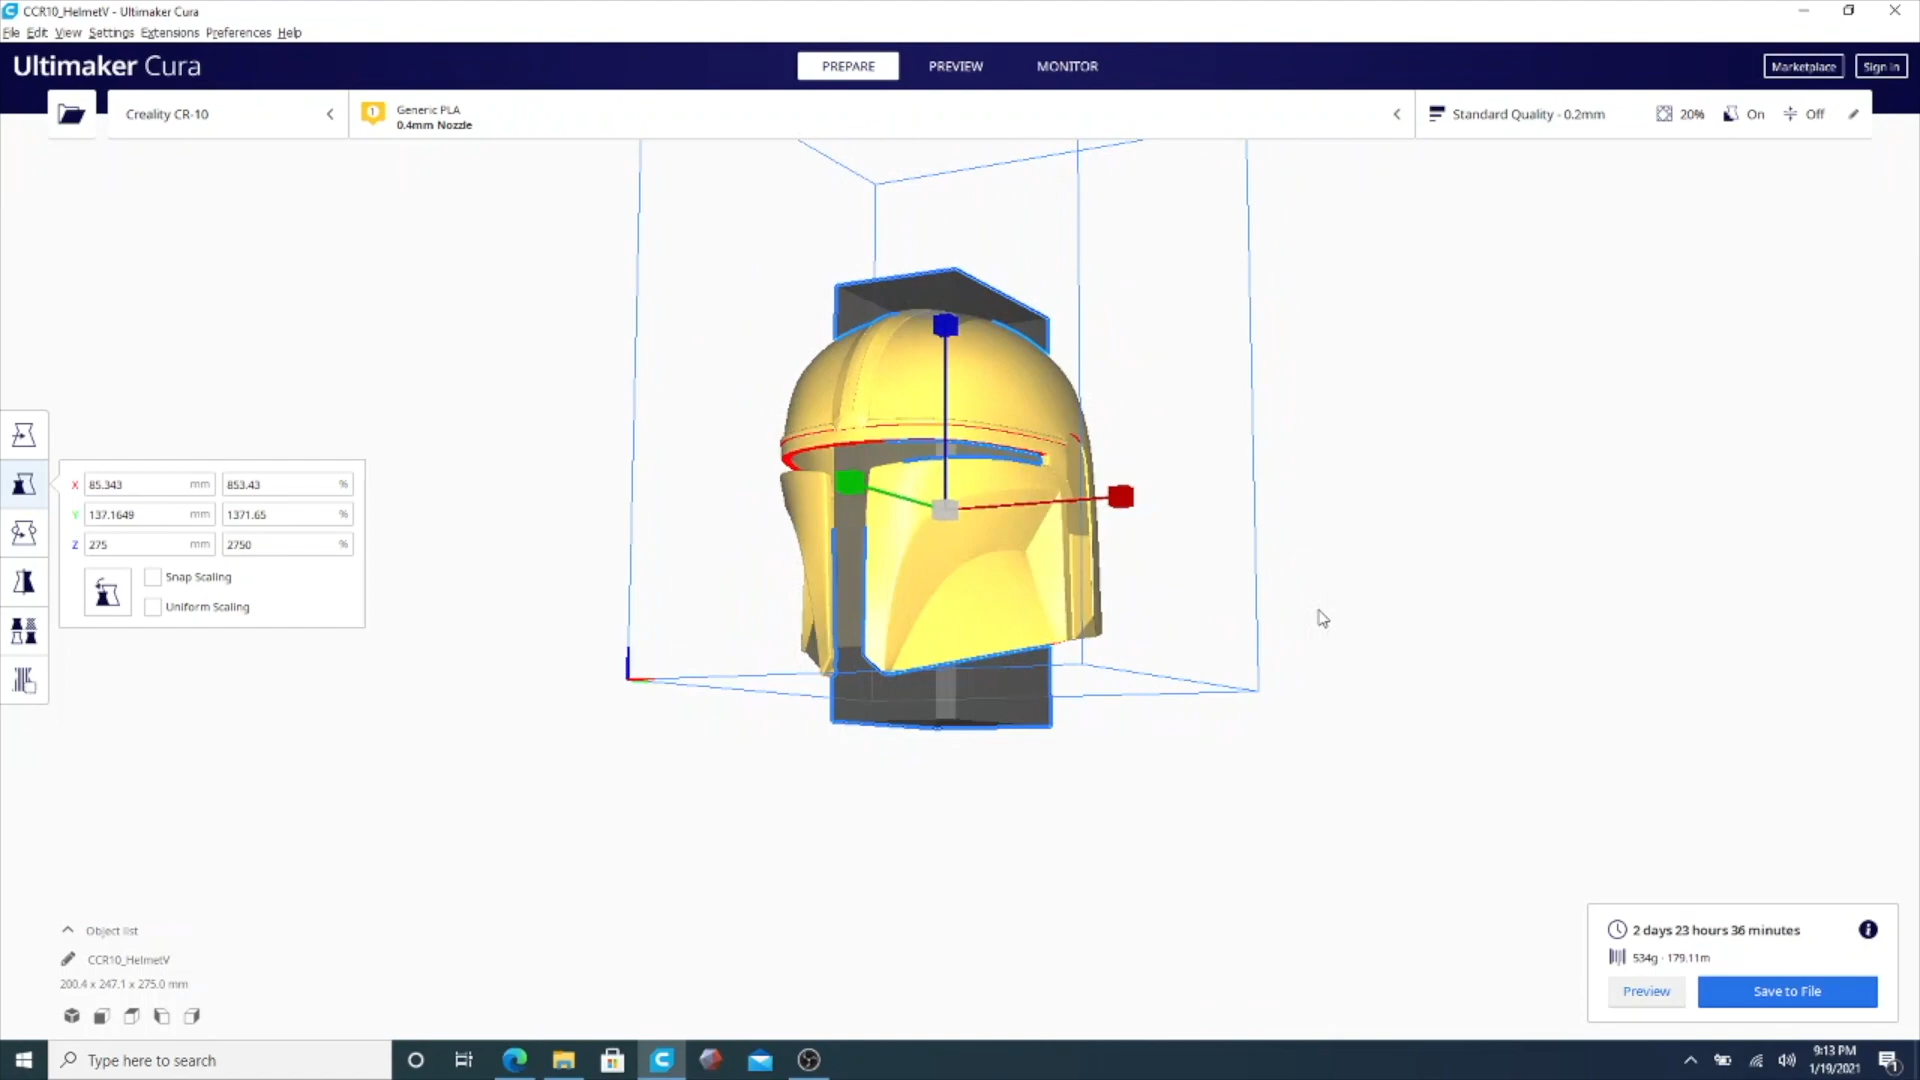 CCR10_HelmetV - Ultimaker Cura
File Edit View Settings Extensions Preferences Help
Ultimaker Cura
PREPARE
PREVIEW
MONITOR
Marketplace
Sign In
Creality CR-10
1
Generic PLA
0.4mm Nozzle
Standard Quality - 0.2mm
20%
On
Off
X 85.343 mm 853.43 %
Y 137.1649 mm 1371.65 %
Z 275 mm 2750 %
Snap Scaling
Uniform Scaling
Object list
CCR10_HelmetV
200.4 x 247.1 x 275.0 mm
2 days 23 hours 36 minutes
534g · 179.11m
Preview
Save to File
Type here to search
9:13 PM
1/19/2021
1